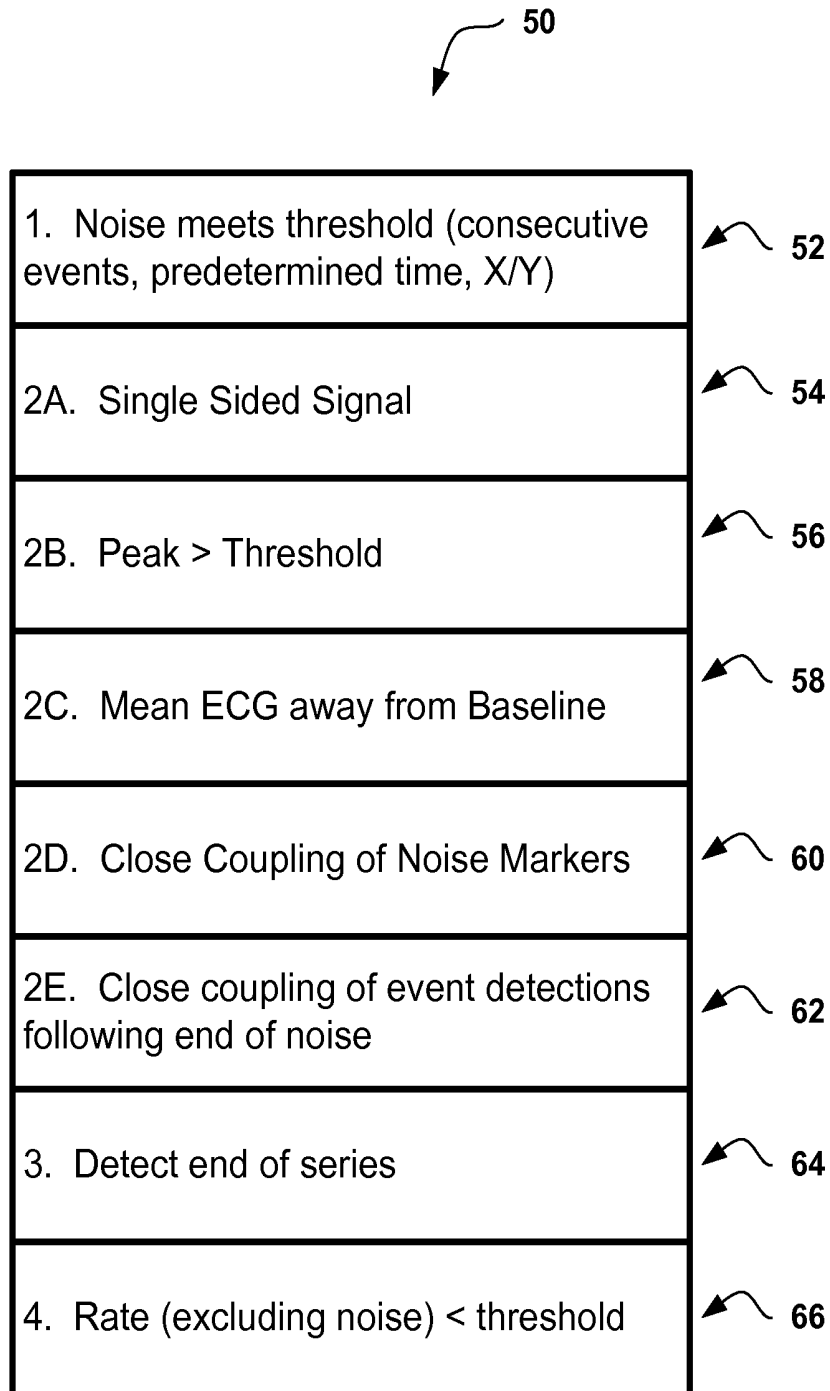 50
1. Noise meets threshold (consecutive
events, predetermined time, X/Y)
52
2A. Single Sided Signal
54
2B. Peak > Threshold
56
2C. Mean ECG away from Baseline
58
2D. Close Coupling of Noise Markers
60
2E. Close coupling of event detections
following end of noise
62
3. Detect end of series
64
4. Rate (excluding noise) < threshold
66